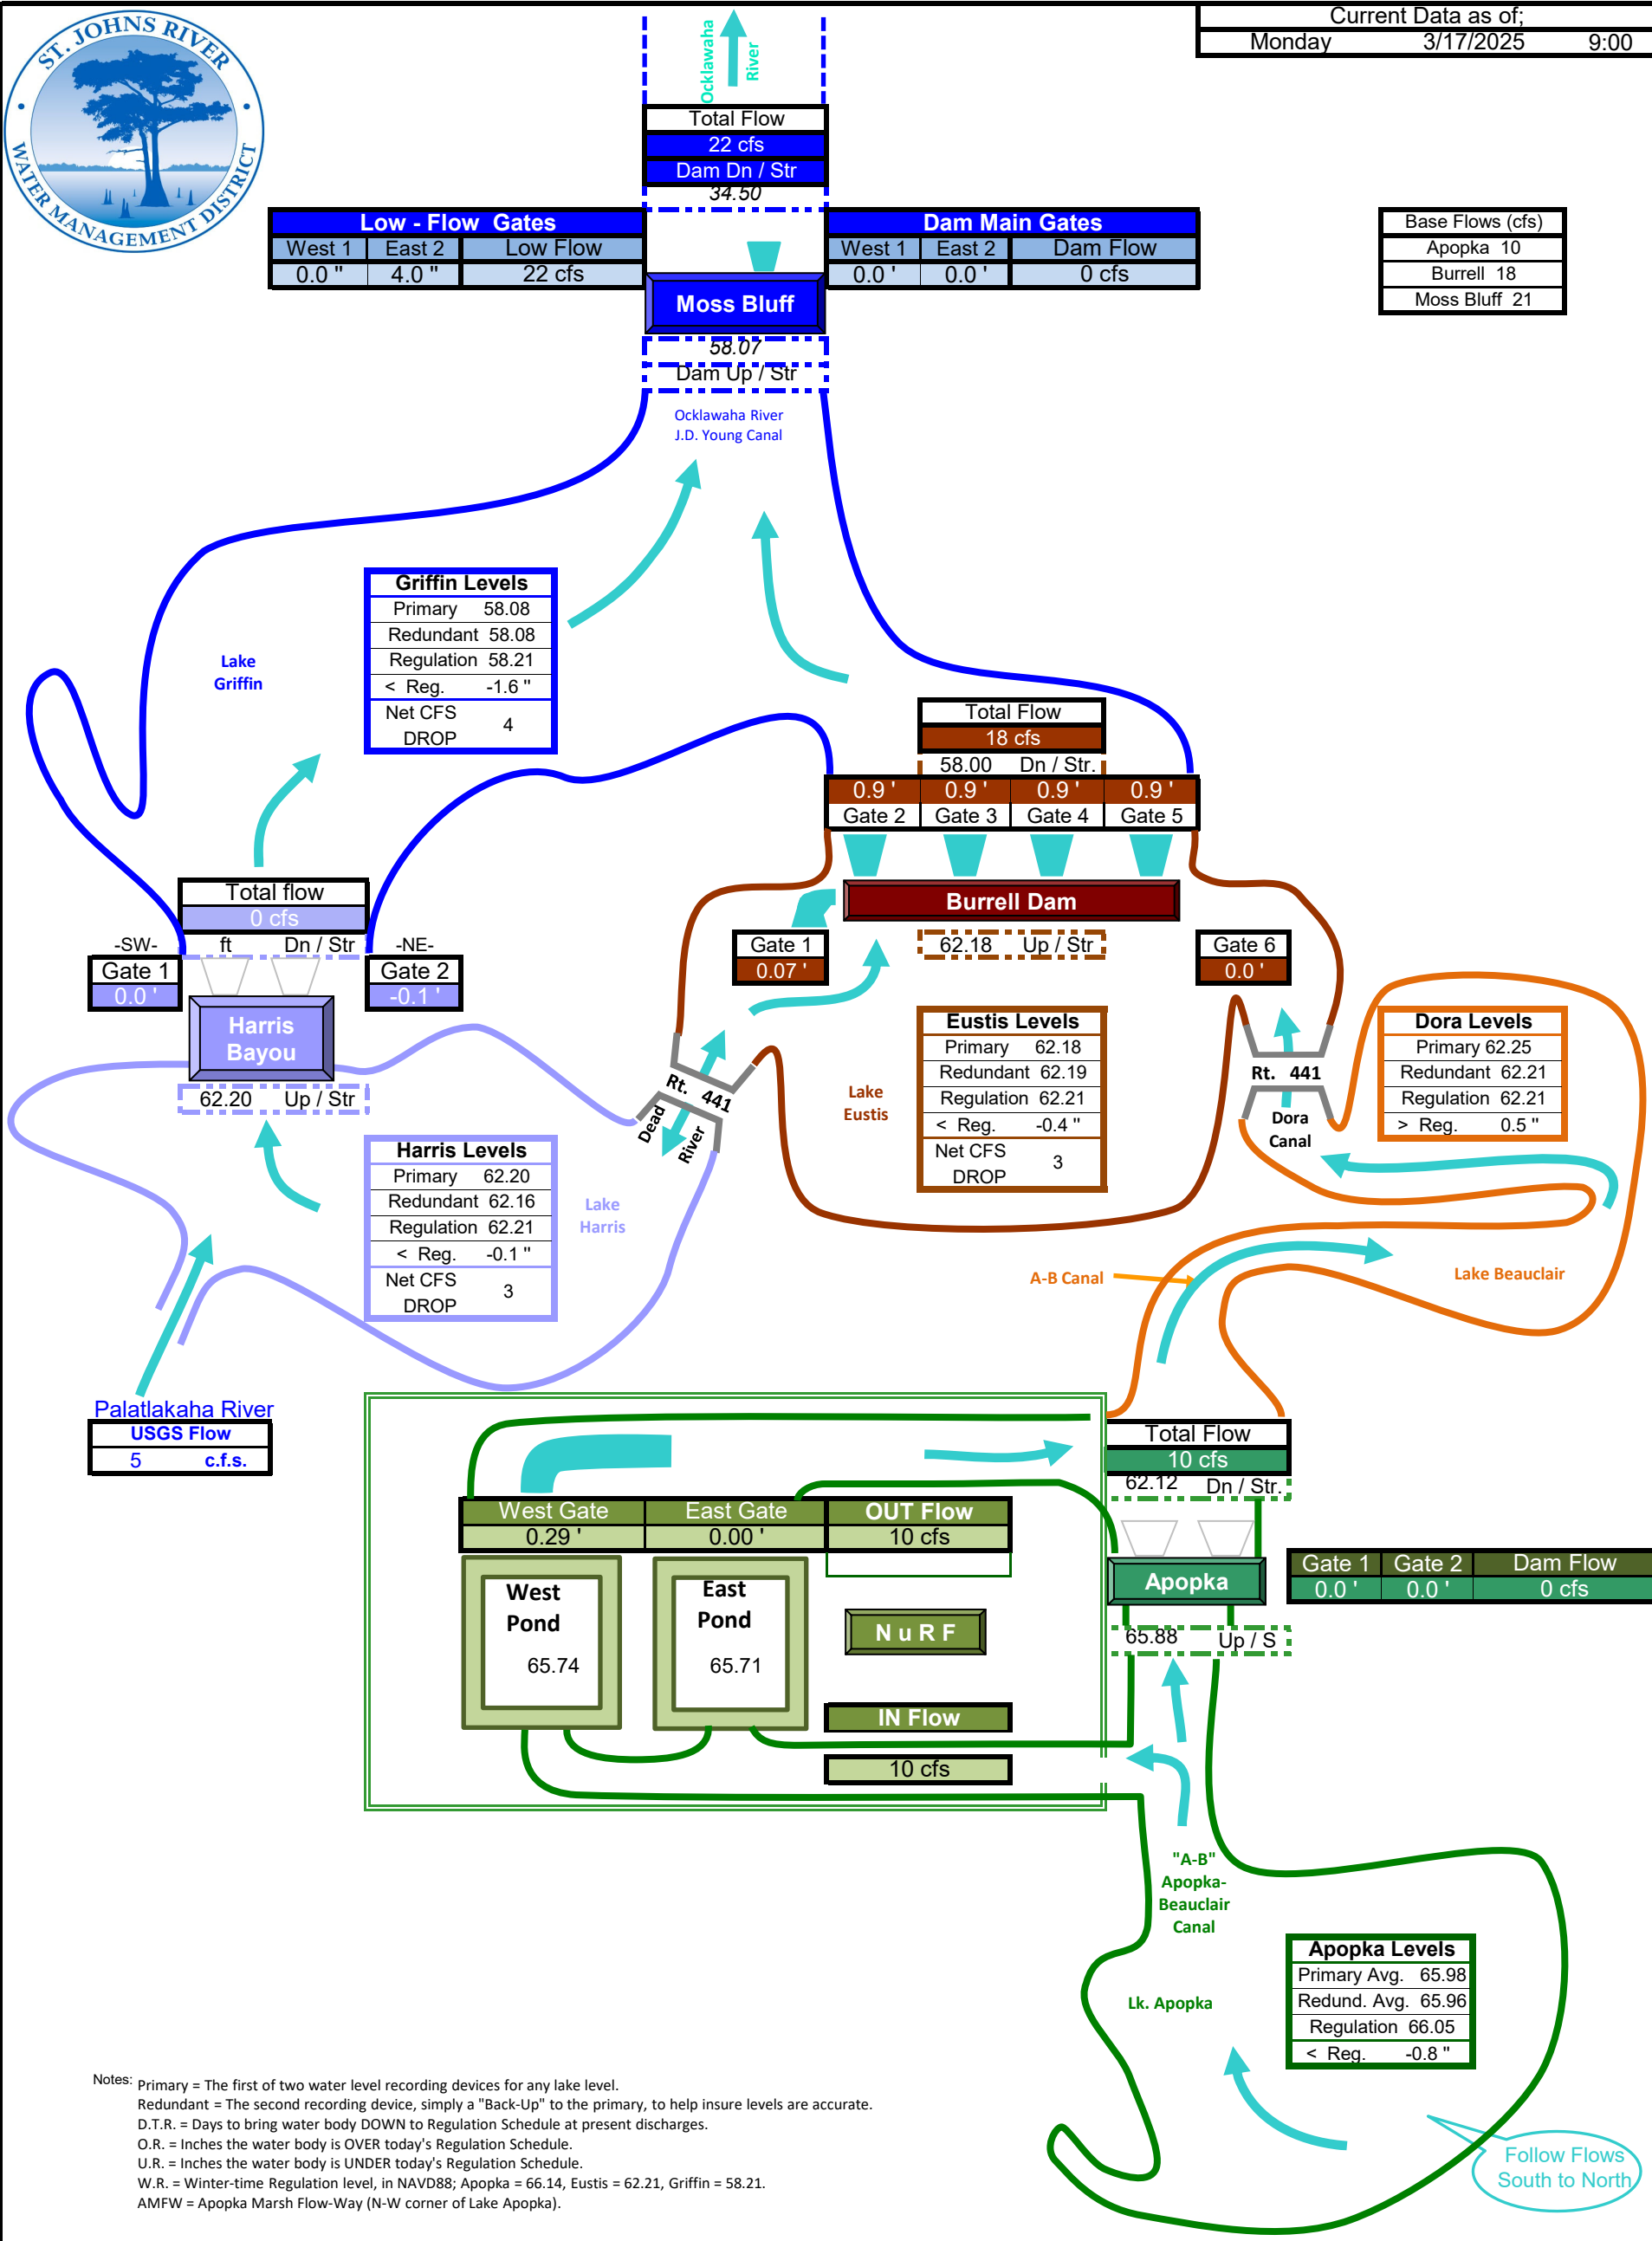 ST. JOHNS RIVER
WATER MANAGEMENT DISTRICT
Current Data as of;
Monday 3/17/2025 9:00
Ocklawaha
River
Total Flow
22 cfs
Dam Dn / Str
34.50
Low - Flow Gates
West 1 East 2 Low Flow
0.0 " 4.0 " 22 cfs
Dam Main Gates
West 1 East 2 Dam Flow
0.0 ' 0.0 ' 0 cfs
Base Flows (cfs)
Apopka 10
Burrell 18
Moss Bluff 21
Moss Bluff
58.07
Dam Up / Str
Ocklawaha River
J.D. Young Canal
Griffin Levels
Primary 58.08
Redundant 58.08
Regulation 58.21
< Reg. -1.6 "
Net CFS
DROP
4
Lake
Griffin
Total Flow
18 cfs
58.00 Dn / Str.
0.9 ' 0.9 ' 0.9 ' 0.9 '
Gate 2 Gate 3 Gate 4 Gate 5
Burrell Dam
62.18 Up / Str
Gate 1
0.07 '
Gate 6
0.0 '
Total flow
0 cfs
ft Dn / Str
-SW-
Gate 1
0.0 '
-NE-
Gate 2
-0.1 '
Harris
Bayou
62.20 Up / Str
Rt. 441
Dead
River
Lake
Eustis
Eustis Levels
Primary 62.18
Redundant 62.19
Regulation 62.21
< Reg. -0.4 "
Net CFS
DROP
3
Rt. 441
Dora
Canal
Dora Levels
Primary 62.25
Redundant 62.21
Regulation 62.21
> Reg. 0.5 "
Harris Levels
Primary 62.20
Redundant 62.16
Regulation 62.21
< Reg. -0.1 "
Net CFS
DROP
3
Lake
Harris
A-B Canal
Lake Beauclair
Palatlakaha River
USGS Flow
5 c.f.s.
Total Flow
10 cfs
62.12 Dn / Str.
West Gate East Gate OUT Flow
0.29 ' 0.00 ' 10 cfs
West
Pond
65.74
East
Pond
65.71
N u R F
IN Flow
10 cfs
Apopka
Gate 1 Gate 2 Dam Flow
0.0 ' 0.0 ' 0 cfs
65.88 Up / S
"A-B"
Apopka-
Beauclair
Canal
Lk. Apopka
Apopka Levels
Primary Avg. 65.98
Redund. Avg. 65.96
Regulation 66.05
< Reg. -0.8 "
Follow Flows
South to North
Notes: Primary = The first of two water level recording devices for any lake level.
Redundant = The second recording device, simply a "Back-Up" to the primary, to help insure levels are accurate.
D.T.R. = Days to bring water body DOWN to Regulation Schedule at present discharges.
O.R. = Inches the water body is OVER today's Regulation Schedule.
U.R. = Inches the water body is UNDER today's Regulation Schedule.
W.R. = Winter-time Regulation level, in NAVD88; Apopka = 66.14, Eustis = 62.21, Griffin = 58.21.
AMFW = Apopka Marsh Flow-Way (N-W corner of Lake Apopka).